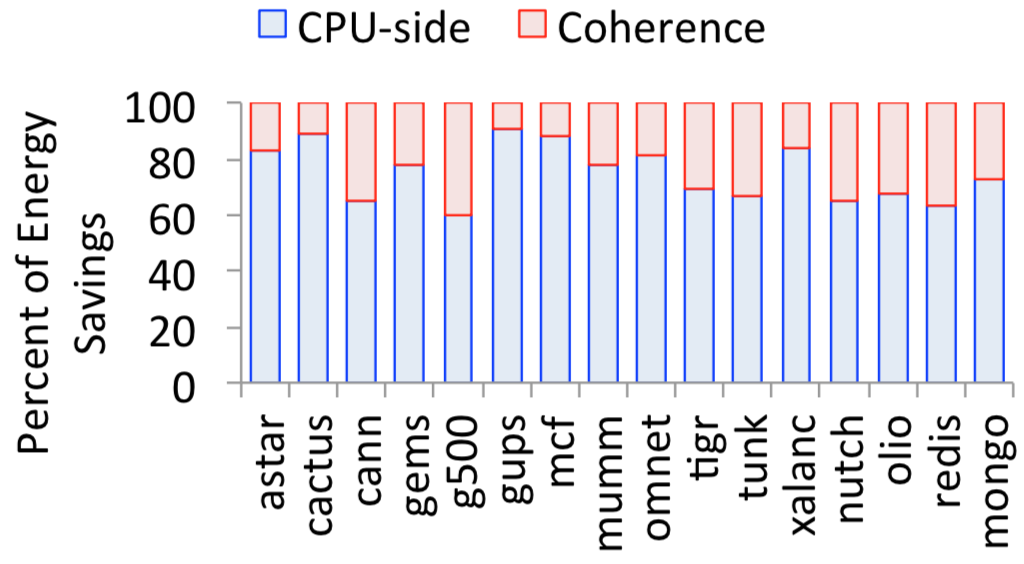 CPU-side Coherence
Percent of Energy
Savings
100
80
60
40
20
0
astar
cactus
cann
gems
g500
gups
mcf
mumm
omnet
tigr
tunk
xalanc
nutch
olio
redis
mongo